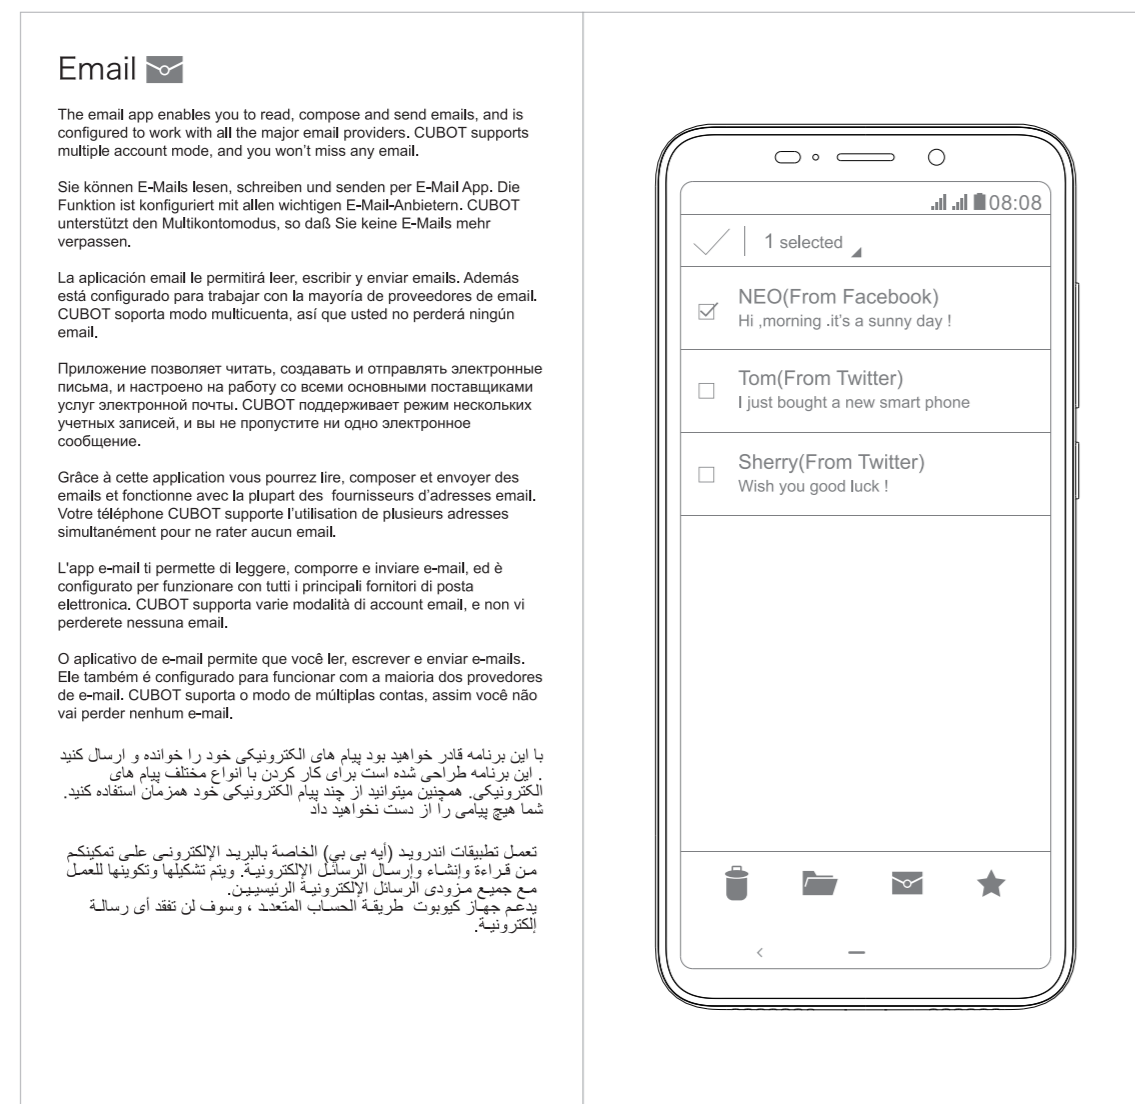 Email
The email app enables you to read, compose and send emails, and is
configured to work with all the major email providers. CUBOT supports
multiple account mode, and you won't miss any email.
Sie können E-Mails lesen, schreiben und senden per E-Mail App. Die
Funktion ist konfiguriert mit allen wichtigen E-Mail-Anbietern. CUBOT
unterstützt den Multikontomodus, so daß Sie keine E-Mails mehr
verpassen.
La aplicación email le permitirá leer, escribir y enviar emails. Además
está configurado para trabajar con la mayoría de proveedores de email.
CUBOT soporta modo multicuenta, así que usted no perderá ningún
email.
Приложение позволяет читать, создавать и отправлять электронные
письма, и настроено на работу со всеми основными поставщиками
услуг электронной почты. CUBOT поддерживает режим нескольких
учетных записей, и вы не пропустите ни одно электронное
сообщение.
Grâce à cette application vous pourrez lire, composer et envoyer des
emails et fonctionne avec la plupart des fournisseurs d'adresses email.
Votre téléphone CUBOT supporte l'utilisation de plusieurs adresses
simultanément pour ne rater aucun email.
L'app e-mail ti permette di leggere, comporre e inviare e-mail, ed è
configurato per funzionare con tutti i principali fornitori di posta
elettronica. CUBOT supporta varie modalità di account email, e non vi
perderete nessuna email.
O aplicativo de e-mail permite que você ler, escrever e enviar e-mails.
Ele também é configurado para funcionar com a maioria dos provedores
de e-mail. CUBOT suporta o modo de múltiplas contas, assim você não
vai perder nenhum e-mail.
با این برنامه قادر خواهید بود پیام های الکترونیکی خود را خوانده و ارسال کنید
. این برنامه طراحی شده است برای کار کردن با انواع مختلف پیام های
الکترونیکی. همچنین میتوانید از چند پیام الکترونیکی خود همزمان استفاده کنید.
شما هیچ پیامی را از دست نخواهید داد
تعمل تطبيقات اندرويد (أيه بى بي) الخاصة بالبريد الإلكترونى على تمكينكم
من قراءة وإنشاء وإرسال الرسائل الإلكترونية. ويتم تشكيلها وتكوينها للعمل
مع جميع مزودى الرسائل الإلكترونية الرئيسيين.
يدعم جهاز كيوبوت طريقة الحساب المتعدد ، وسوف لن تفقد أى رسالة
إلكترونية.
08:08
1 selected
NEO(From Facebook)
Hi ,morning .it's a sunny day !
Tom(From Twitter)
I just bought a new smart phone
Sherry(From Twitter)
Wish you good luck !